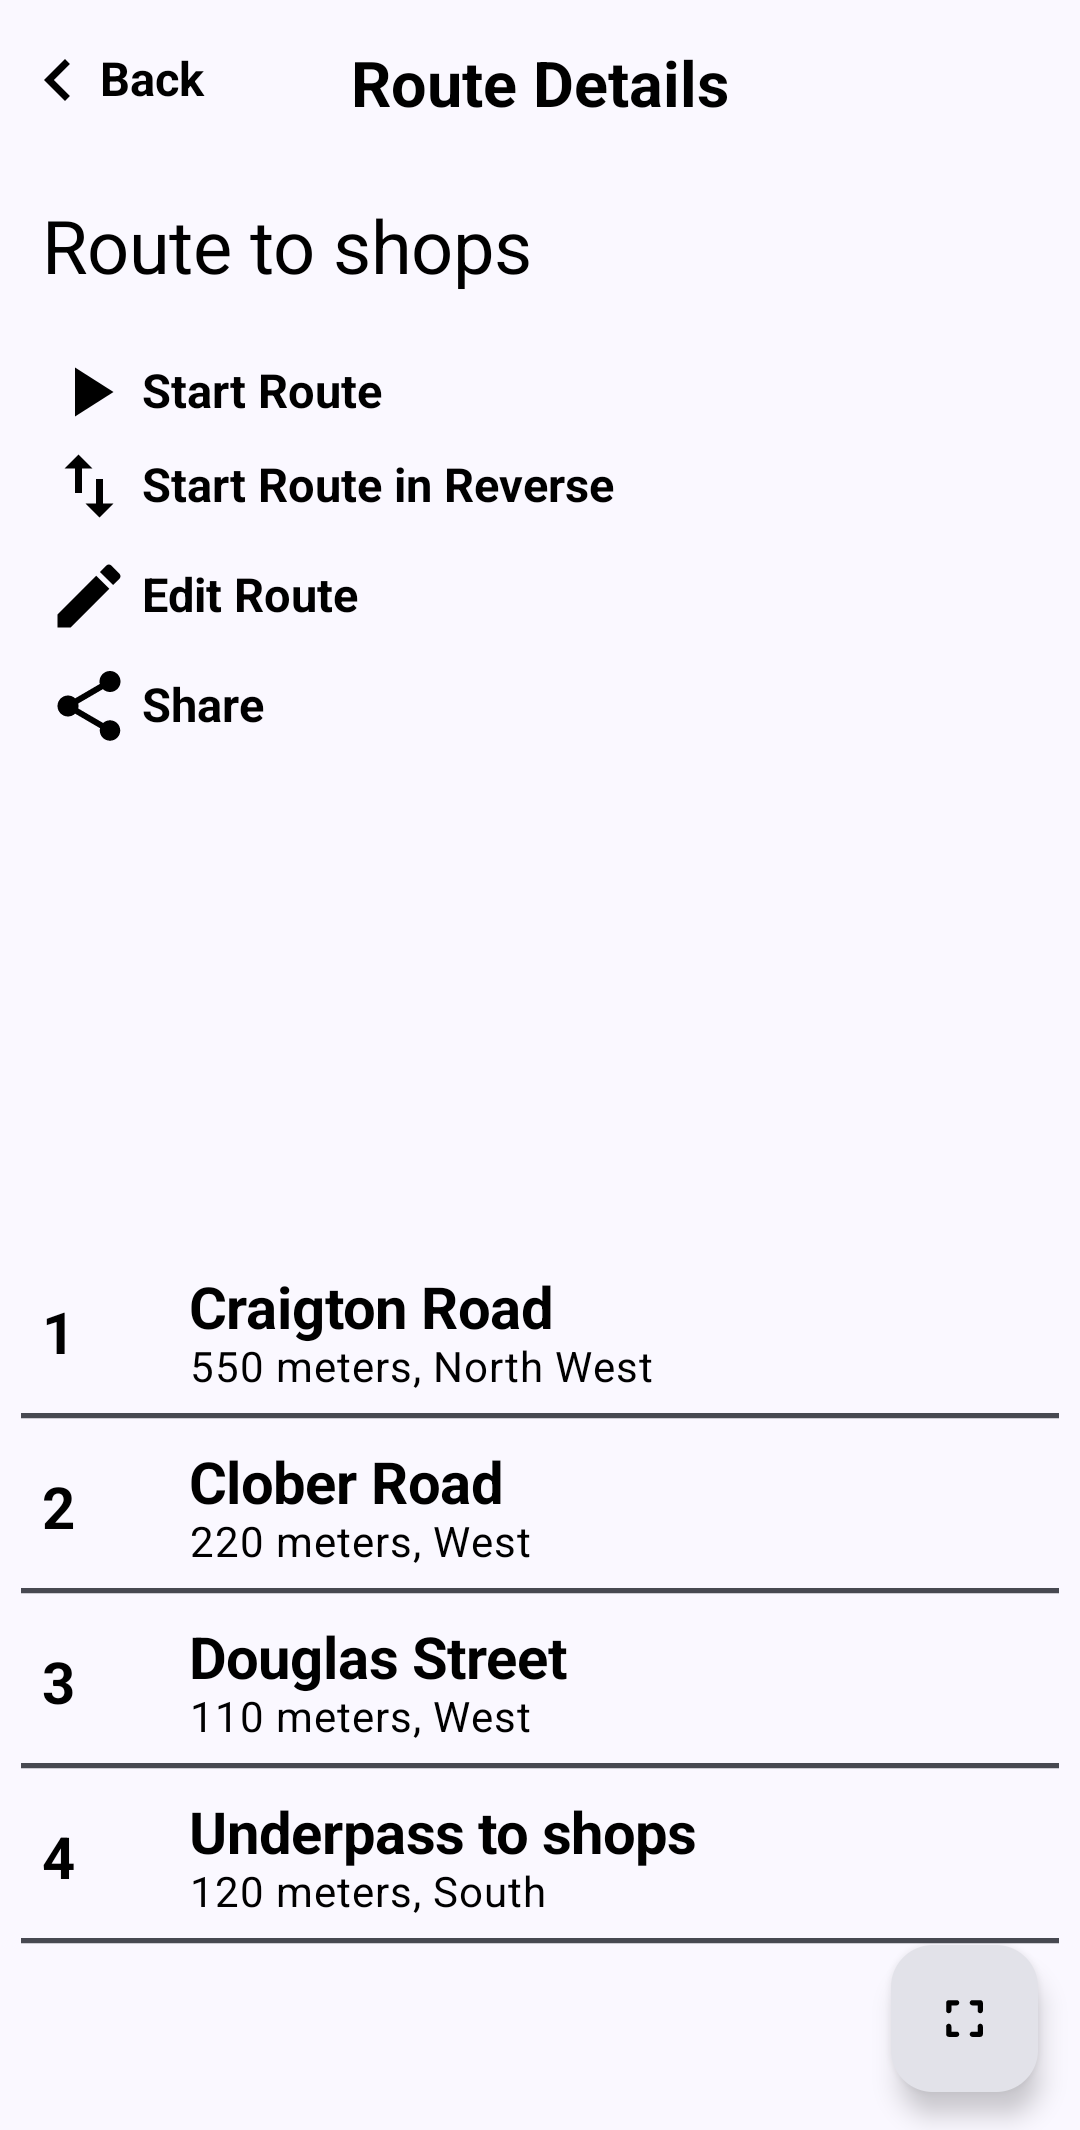 Back
Route Details
Route to shops
Start Route
Start Route in Reverse
Edit Route
Share
1
Craigton Road
550 meters, North West
2
Clober Road
220 meters, West
3
Douglas Street
110 meters, West
4
Underpass to shops
120 meters, South